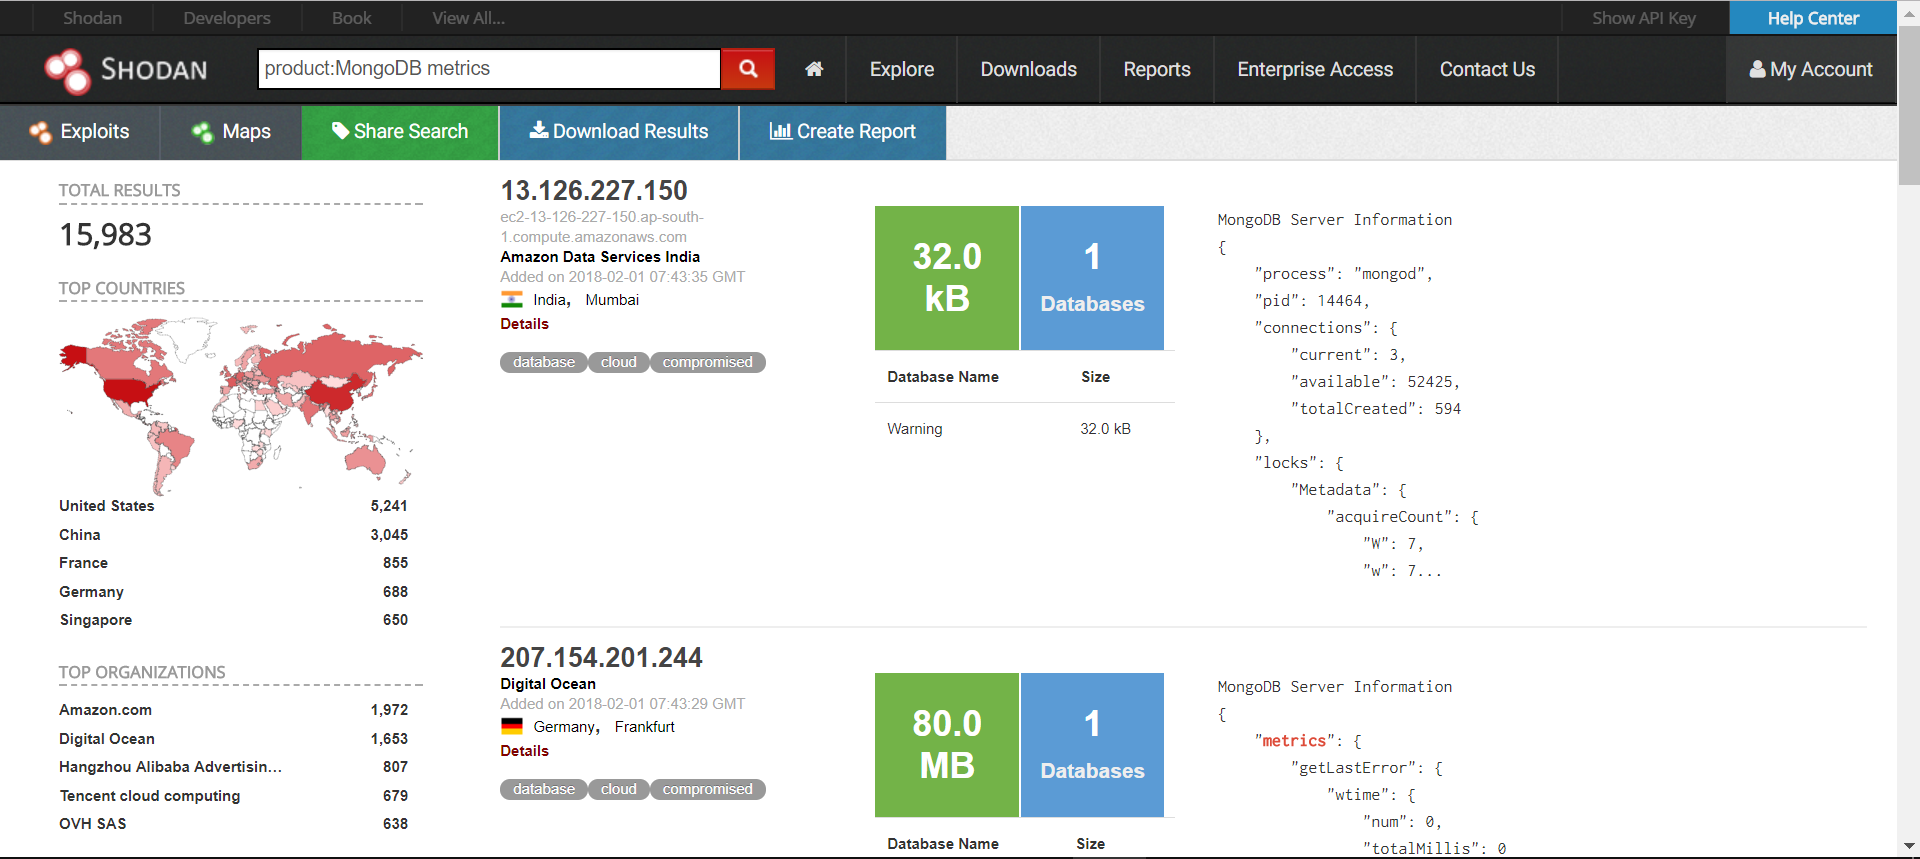 Shodan Developers Book View All... Show API Key Help Center
SHODAN product:MongoDB metrics Explore Downloads Reports Enterprise Access Contact Us My Account
Exploits Maps Share Search Download Results Create Report
TOTAL RESULTS
15,983
TOP COUNTRIES
United States 5,241
China 3,045
France 855
Germany 688
Singapore 650
TOP ORGANIZATIONS
Amazon.com 1,972
Digital Ocean 1,653
Hangzhou Alibaba Advertisin... 807
Tencent cloud computing 679
OVH SAS 638
13.126.227.150
ec2-13-126-227-150.ap-south-
1.compute.amazonaws.com
Amazon Data Services India
Added on 2018-02-01 07:43:35 GMT
India, Mumbai
Details
database cloud compromised
32.0
kB
1
Databases
Database Name Size
Warning 32.0 kB
MongoDB Server Information
{
"process": "mongod",
"pid": 14464,
"connections": {
"current": 3,
"available": 52425,
"totalCreated": 594
},
"locks": {
"Metadata": {
"acquireCount": {
"W": 7,
"w": 7...
207.154.201.244
Digital Ocean
Added on 2018-02-01 07:43:29 GMT
Germany, Frankfurt
Details
database cloud compromised
80.0
MB
1
Databases
Database Name Size
MongoDB Server Information
{
"metrics": {
"getLastError": {
"wtime": {
"num": 0,
"totalMillis": 0